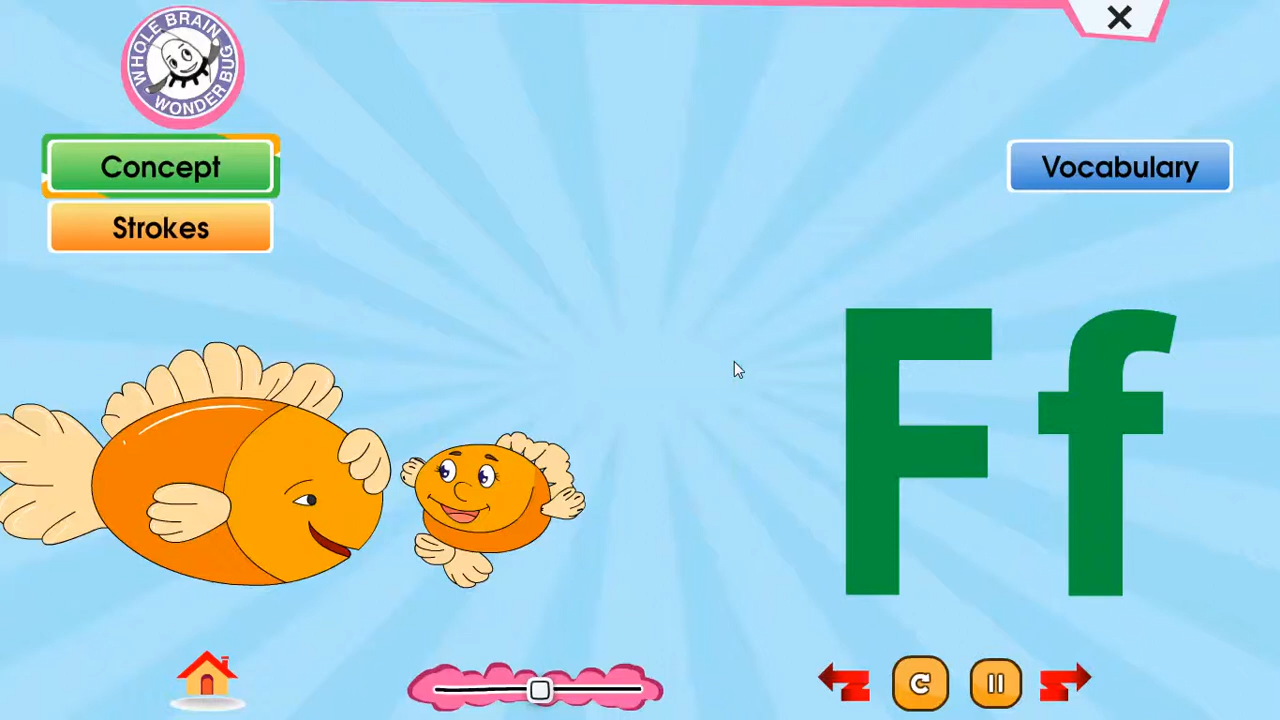 WHOLE BRAIN
WONDER BUG
Concept
Strokes
Vocabulary
Ff